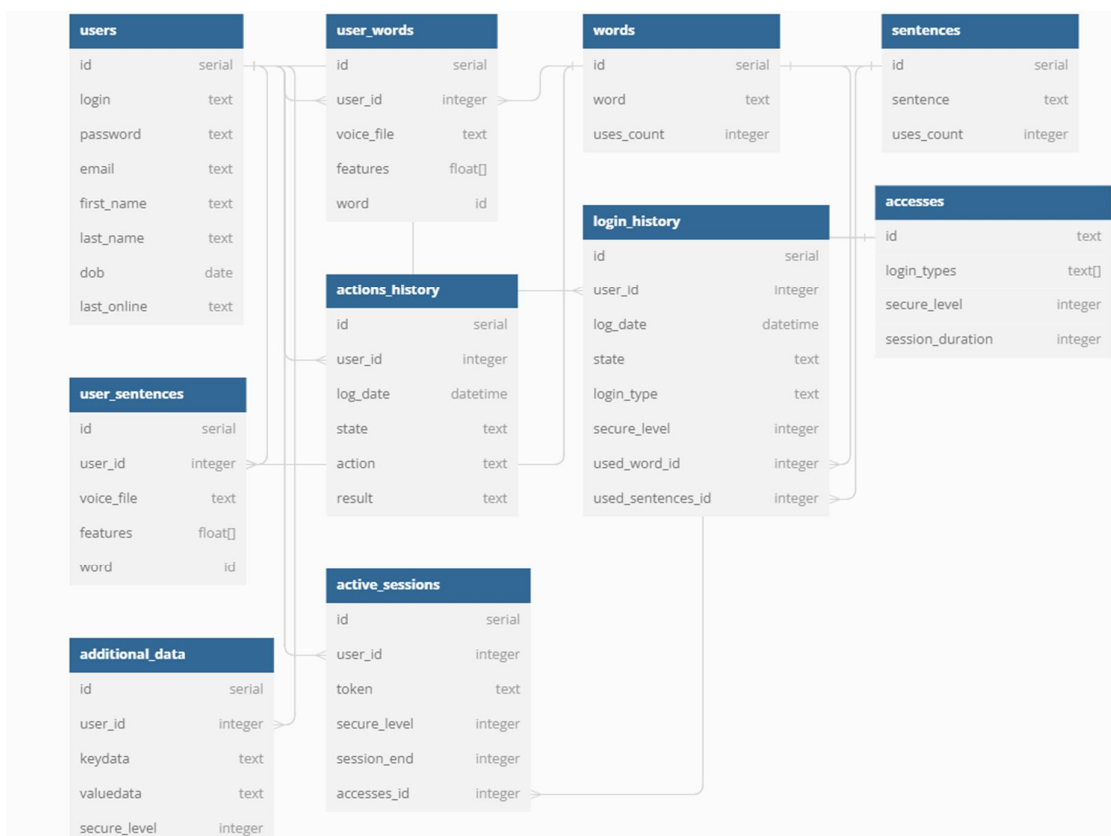 users
id serial
login text
password text
email text
first_name text
last_name text
dob date
last_online text
user_words
id serial
user_id integer
voice_file text
features float[]
word id
words
id serial
word text
uses_count integer
sentences
id serial
sentence text
uses_count integer
accesses
id text
login_types text[]
secure_level integer
session_duration integer
login_history
id serial
user_id integer
log_date datetime
state text
login_type text
secure_level integer
used_word_id integer
used_sentences_id integer
actions_history
id serial
user_id integer
log_date datetime
state text
action text
result text
user_sentences
id serial
user_id integer
voice_file text
features float[]
word id
active_sessions
id serial
user_id integer
token text
secure_level integer
session_end integer
accesses_id integer
additional_data
id serial
user_id integer
keydata text
valuedata text
secure_level integer